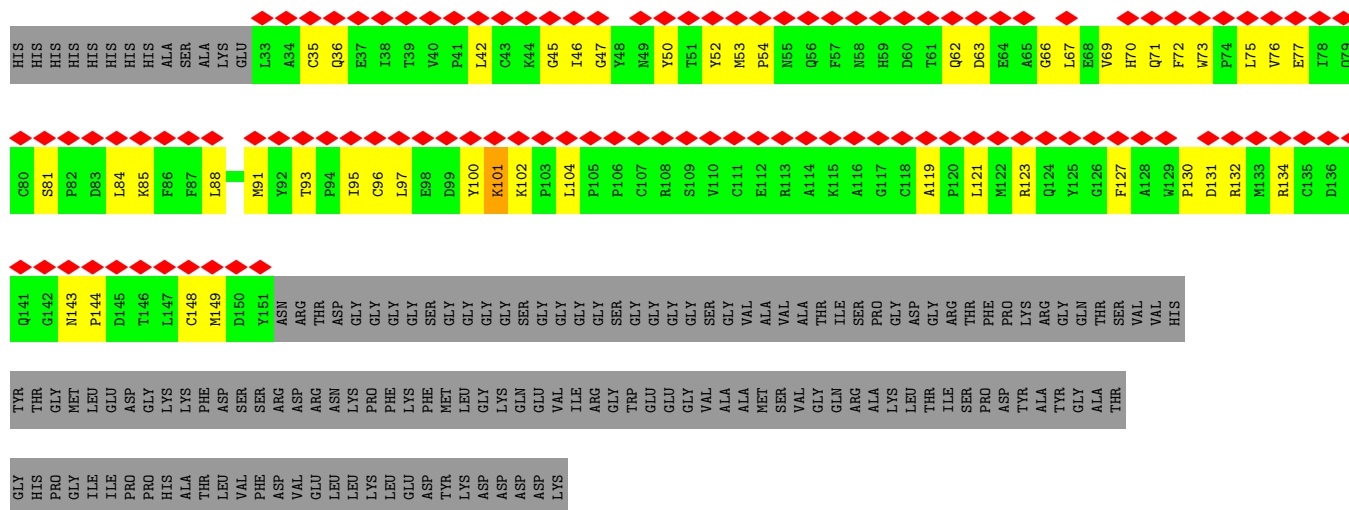 HIS HIS HIS HIS HIS HIS HIS HIS ALA SER ALA LYS GLU L33 A34 C35 Q36 E37 I38 T39 V40 P41 L42 C43 K44 G45 I46 G47 Y48 N49 Y50 T51 Y52 M53 P54 N55 Q56 F57 N58 H59 D60 T61 Q62 D63 E64 A65 G66 L67 E68 V69 H70 Q71 F72 W73 P74 L75 V76 E77 I78 Q79
C80 S81 P82 D83 L84 K85 F86 F87 L88 M91 Y92 T93 P94 I95 C96 L97 E98 D99 Y100 K101 K102 P103 L104 P105 P106 C107 R108 S109 V110 C111 E112 R113 A114 K115 A116 G117 C118 A119 P120 L121 M122 R123 Q124 Y125 G126 F127 A128 W129 P130 D131 R132 M133 R134 C135 D136
Q141 G142 N143 P144 D145 T146 L147 C148 M149 D150 Y151 ASN ARG THR ASP GLY GLY GLY GLY SER GLY GLY GLY GLY SER GLY GLY GLY GLY SER GLY GLY GLY GLY SER GLY VAL ALA VAL ALA THR ILE SER PRO GLY ASP GLY ARG THR PHE PRO LYS ARG GLY GLN THR SER VAL VAL HIS
TYR THR GLY MET LEU GLU ASP GLY LYS LYS PHE ASP SER SER ARG ASP ARG ASN LYS PRO PHE LYS PHE MET LEU GLY LYS GLN GLU VAL ILE ARG GLY TRP GLU GLU GLY VAL ALA ALA MET SER VAL GLY GLN ARG ALA LYS LEU THR ILE SER PRO ASP TYR ALA TYR GLY ALA THR
GLY HIS PRO GLY ILE ILE PRO PRO HIS ALA THR LEU VAL PHE ASP VAL GLU LEU LEU LYS LEU GLU ASP TYR LYS ASP ASP ASP ASP LYS